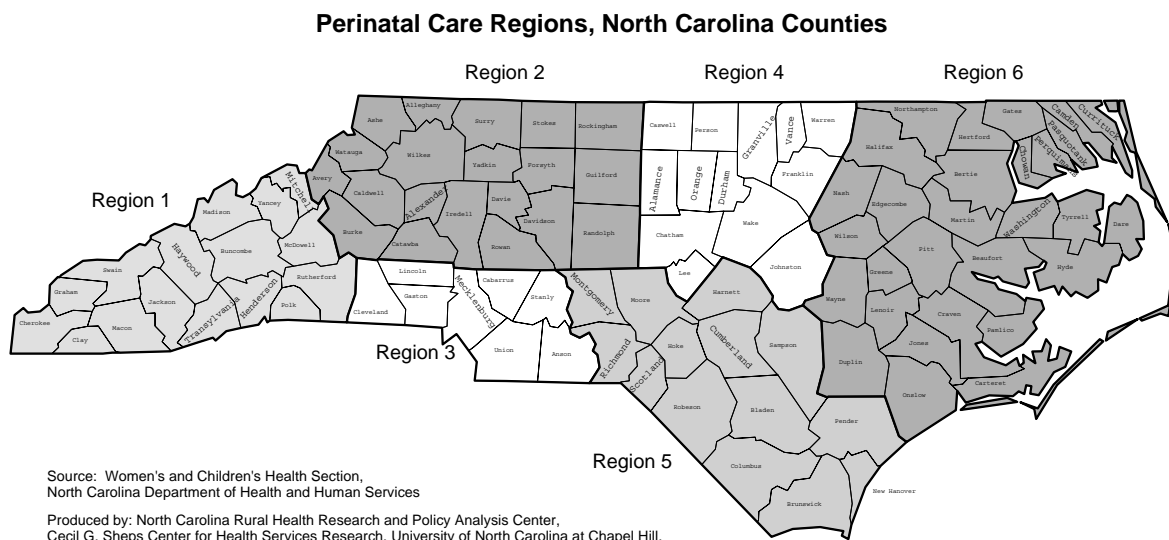 Perinatal Care Regions, North Carolina Counties
Region 2
Region 4
Region 6
Region 1
Region 3
Region 5
Alleghany
Ashe
Surry
Stokes
Rockingham
Caswell
Person
Granville
Vance
Warren
Northampton
Gates
Camden
Currituck
Pasquotank
Perquimans
Chowan
Hertford
Halifax
Watauga
Wilkes
Yadkin
Forsyth
Guilford
Alamance
Orange
Durham
Franklin
Nash
Edgecombe
Bertie
Mitchell
Avery
Caldwell
Alexander
Iredell
Davie
Davidson
Randolph
Chatham
Wake
Wilson
Martin
Washington
Tyrrell
Dare
Madison
Yancey
Burke
Catawba
Rowan
Johnston
Pitt
Beaufort
Hyde
Haywood
Buncombe
McDowell
Lincoln
Cabarrus
Lee
Greene
Swain
Rutherford
Gaston
Mecklenburg
Stanly
Montgomery
Moore
Harnett
Wayne
Lenoir
Craven
Pamlico
Graham
Jackson
Transylvania
Henderson
Polk
Cleveland
Cherokee
Macon
Clay
Union
Anson
Richmond
Scotland
Hoke
Cumberland
Sampson
Duplin
Jones
Carteret
Onslow
Robeson
Bladen
Pender
Columbus
Brunswick
New Hanover
Source: Women's and Children's Health Section,
North Carolina Department of Health and Human Services
Produced by: North Carolina Rural Health Research and Policy Analysis Center,
Cecil G. Sheps Center for Health Services Research, University of North Carolina at Chapel Hill.